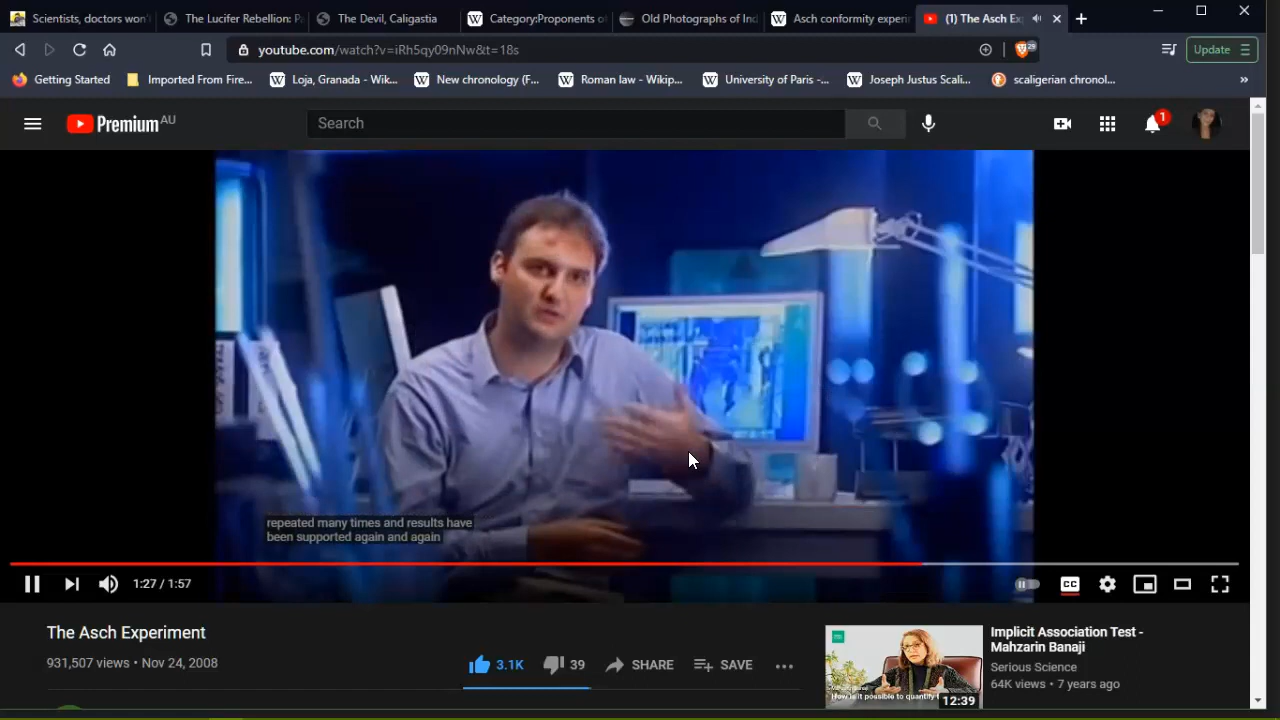 Scientists, doctors won'
The Lucifer Rebellion: Pa
The Devil, Caligastia
Category:Proponents of
Old Photographs of Ind
Asch conformity experi
(1) The Asch Ex
Update
youtube.com/watch?v=iRh5qy09nNw&t=18s
29
Getting Started
Imported From Fire...
Loja, Granada - Wik...
New chronology (F...
Roman law - Wikip...
University of Paris -...
Joseph Justus Scali...
scaligerian chronol...
»
Premium AU
Search
1
repeated many times and results have
been supported again and again
1:27 / 1:57
CC
The Asch Experiment
931,507 views • Nov 24, 2008
3.1K
39
SHARE
SAVE
Implicit Association Test -
Mahzarin Banaji
Serious Science
64K views • 7 years ago
12:39